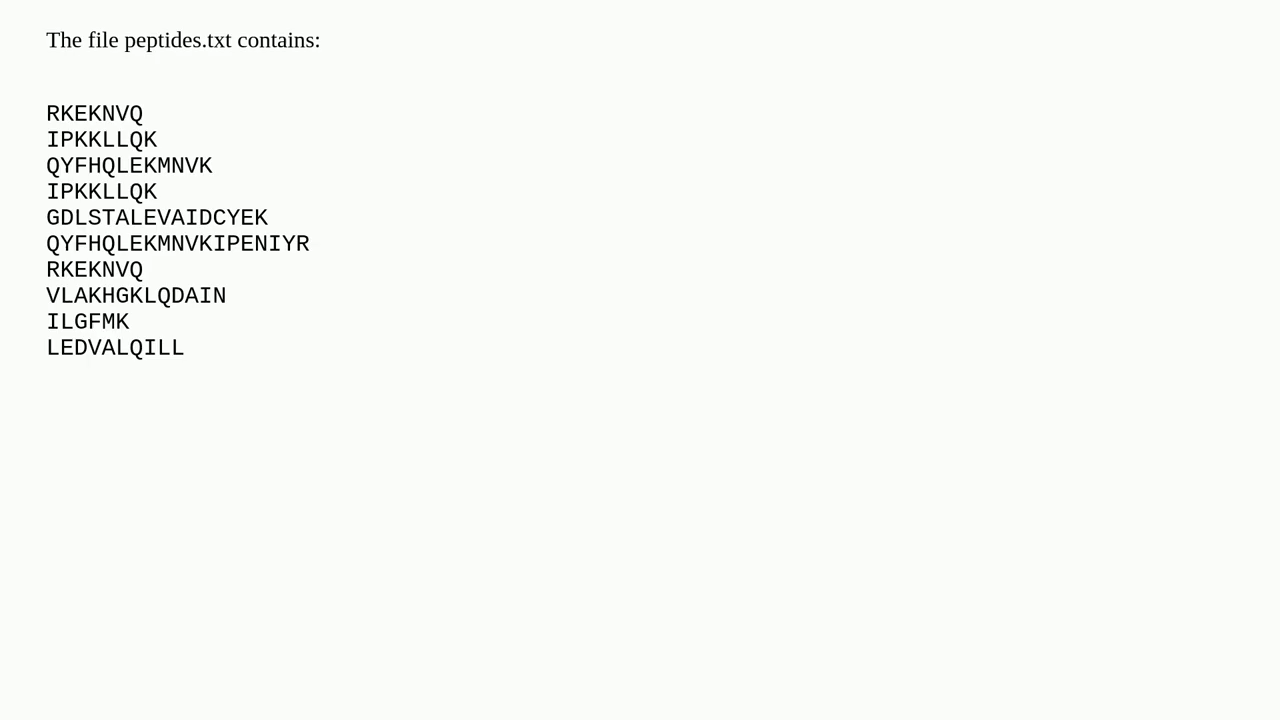 The file peptides.txt contains:
RKEKNVQ
IPKKLLQK
QYFHQLEKMNVK
IPKKLLQK
GDLSTALEVAIDCYEK
QYFHQLEKMNVKIPENIYR
RKEKNVQ
VLAKHGKLQDAIN
ILGFMK
LEDVALQILL